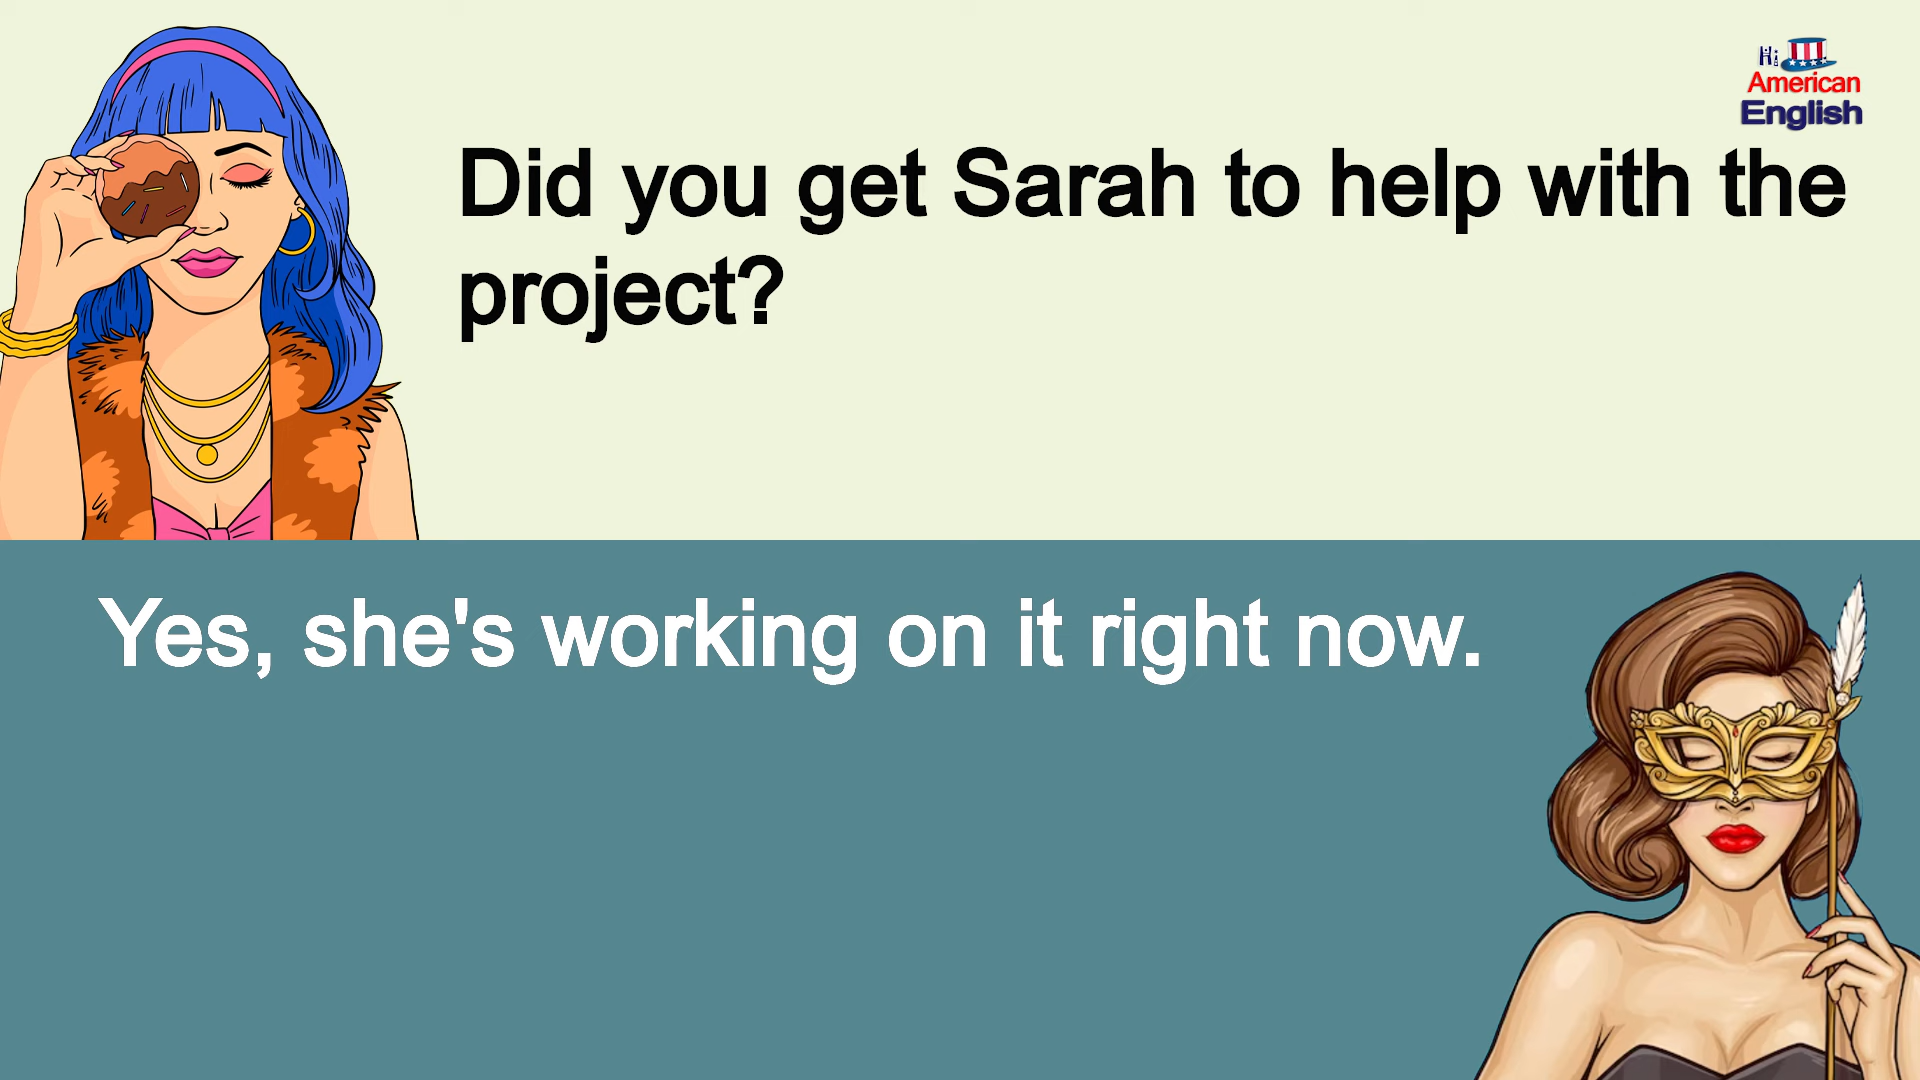 Hi
American
English
Did you get Sarah to help with the
project?
Yes, she's working on it right now.